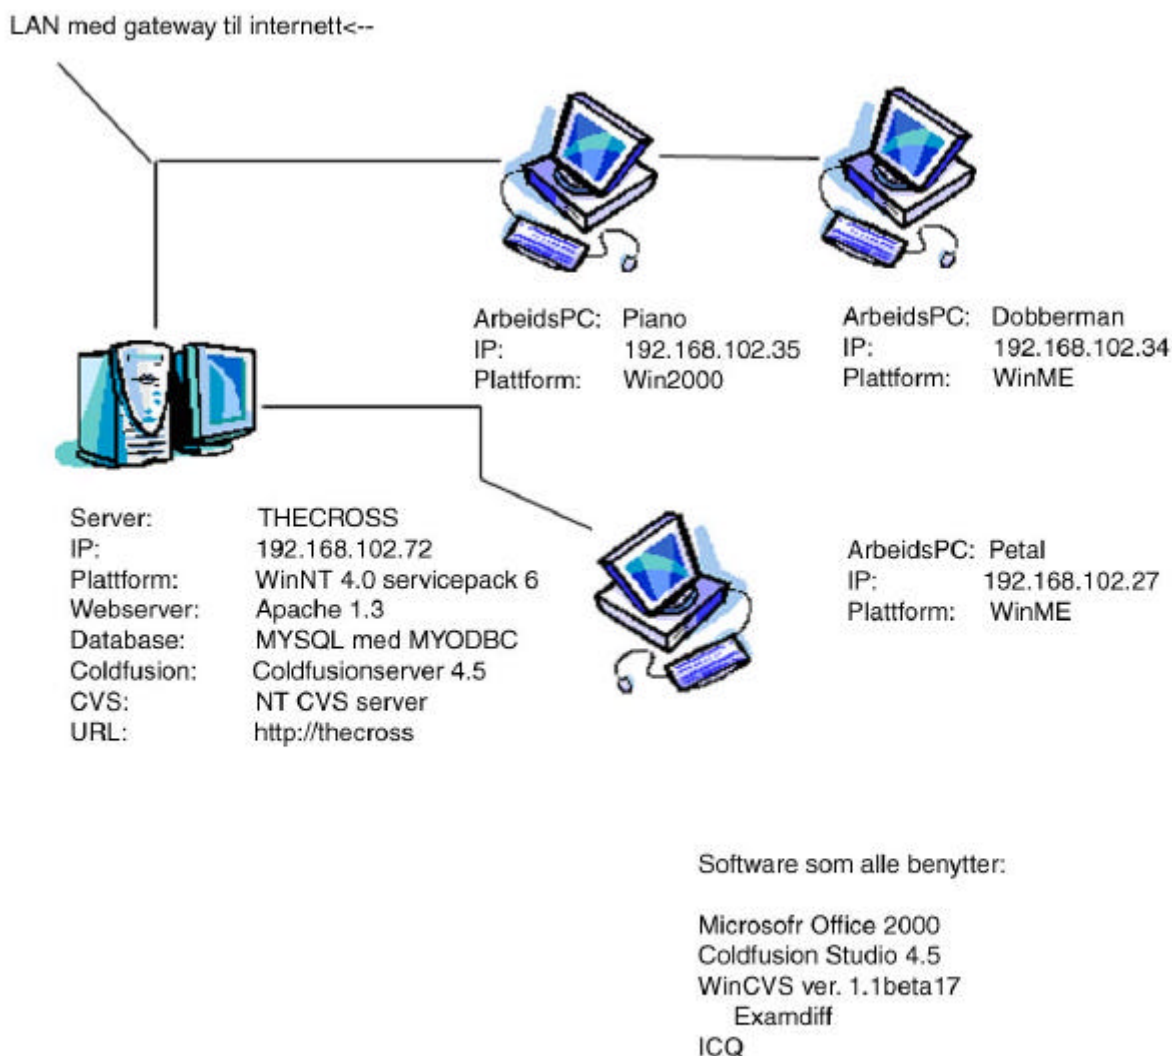 LAN med gateway til internett<--
ArbeidsPC: Piano
IP: 192.168.102.35
Plattform: Win2000
ArbeidsPC: Dobberman
IP: 192.168.102.34
Plattform: WinME
Server: THECROSS
IP: 192.168.102.72
Plattform: WinNT 4.0 servicepack 6
Webserver: Apache 1.3
Database: MYSQL med MYODBC
Coldfusion: Coldfusionserver 4.5
CVS: NT CVS server
URL: http://thecross
ArbeidsPC: Petal
IP: 192.168.102.27
Plattform: WinME
Software som alle benytter:
Microsofr Office 2000
Coldfusion Studio 4.5
WinCVS ver. 1.1beta17
Examdiff
ICQ